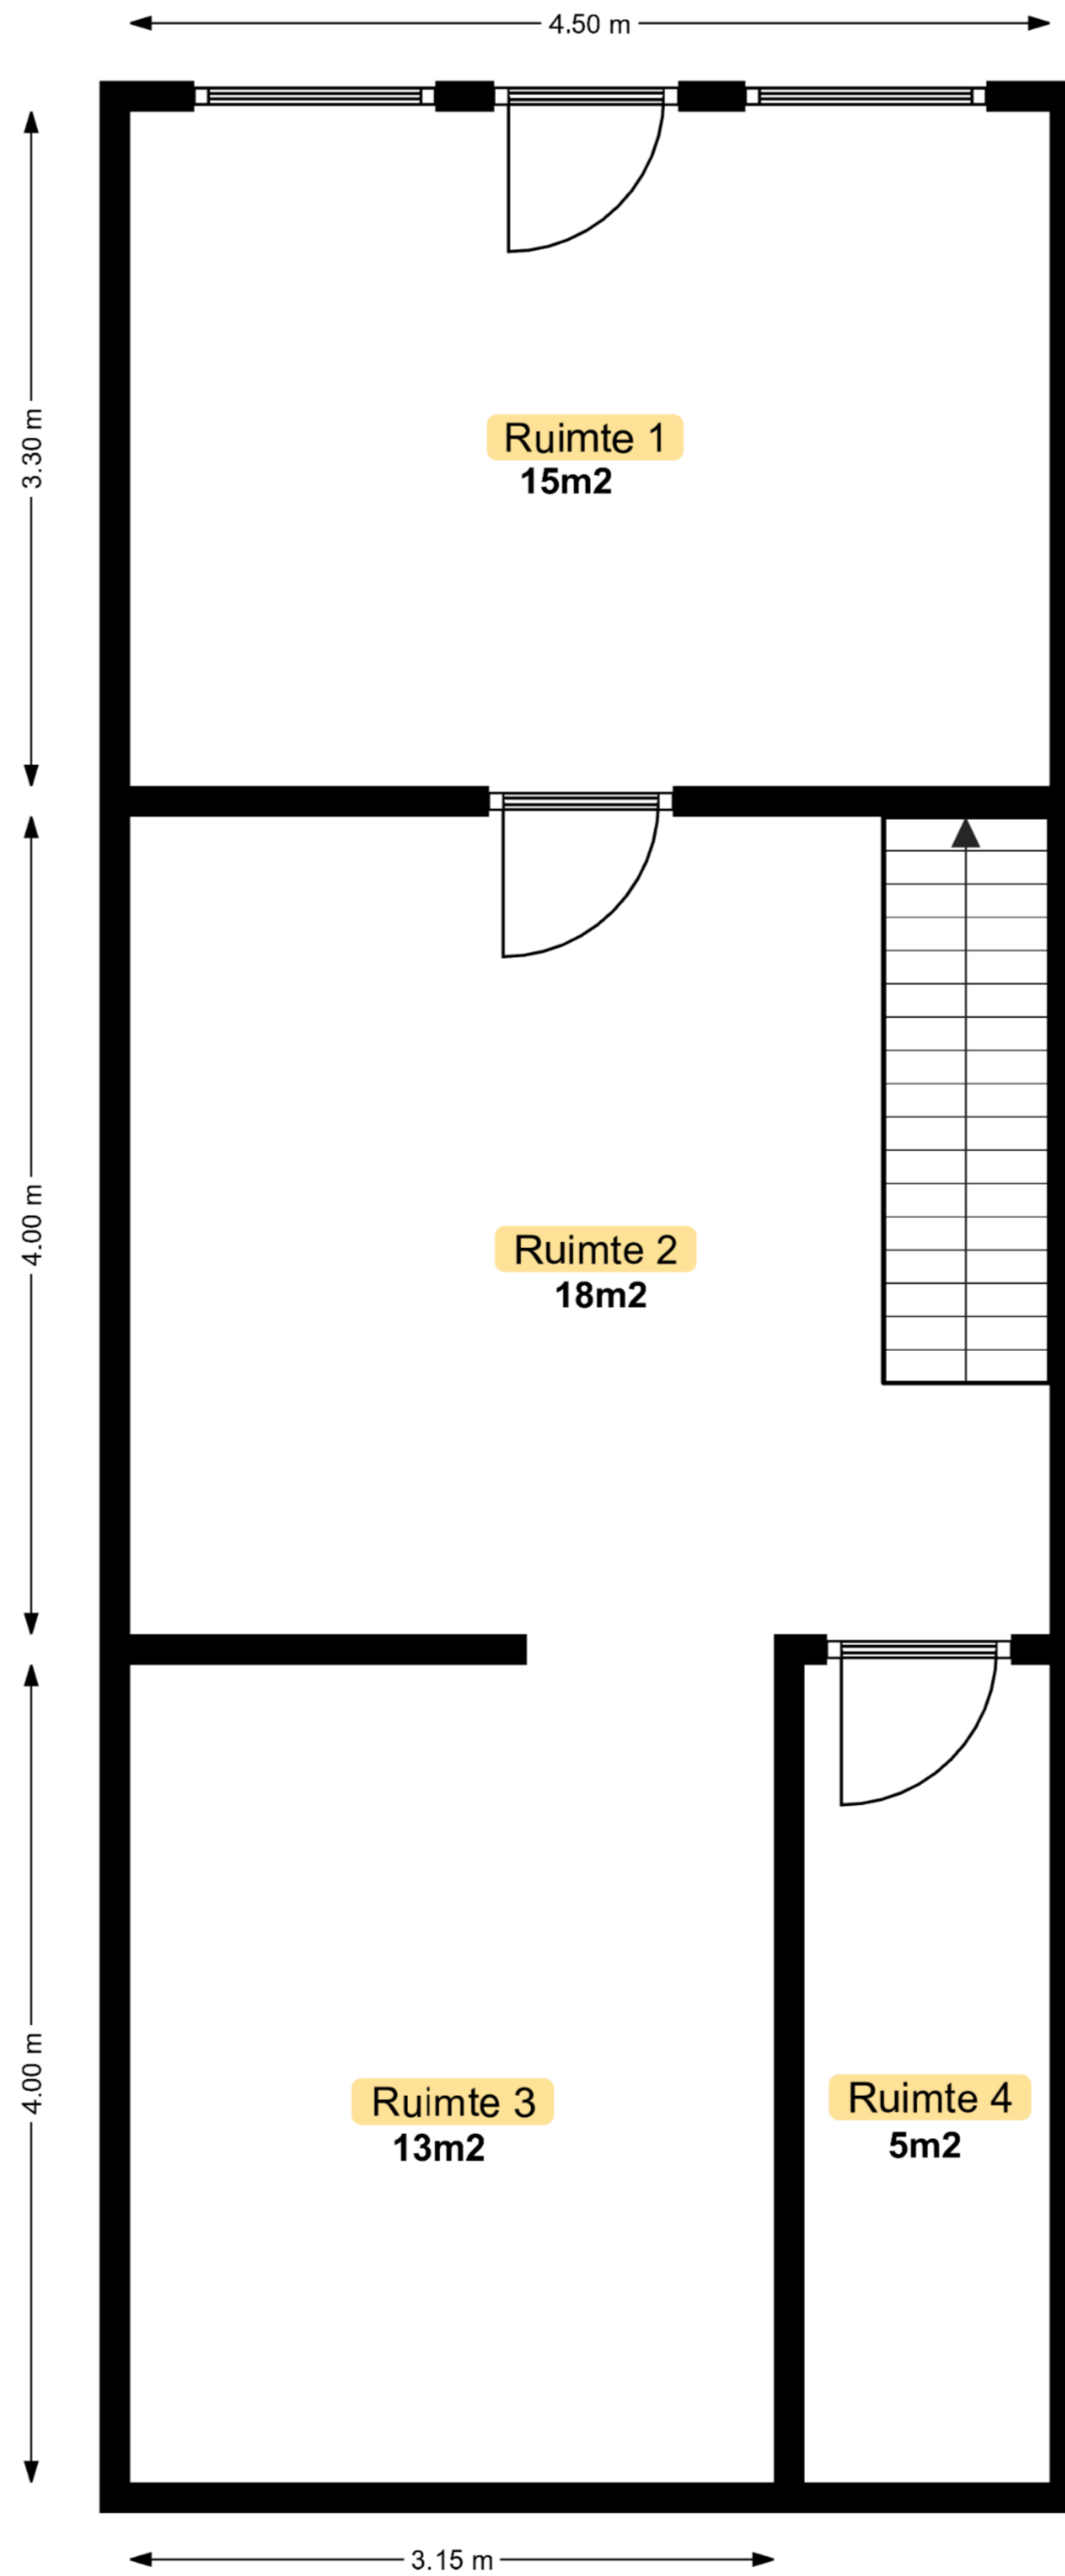 4.50 m
3.30 m
Ruimte 1
15m2
4.00 m
Ruimte 2
18m2
4.00 m
Ruimte 3
13m2
Ruimte 4
5m2
3.15 m